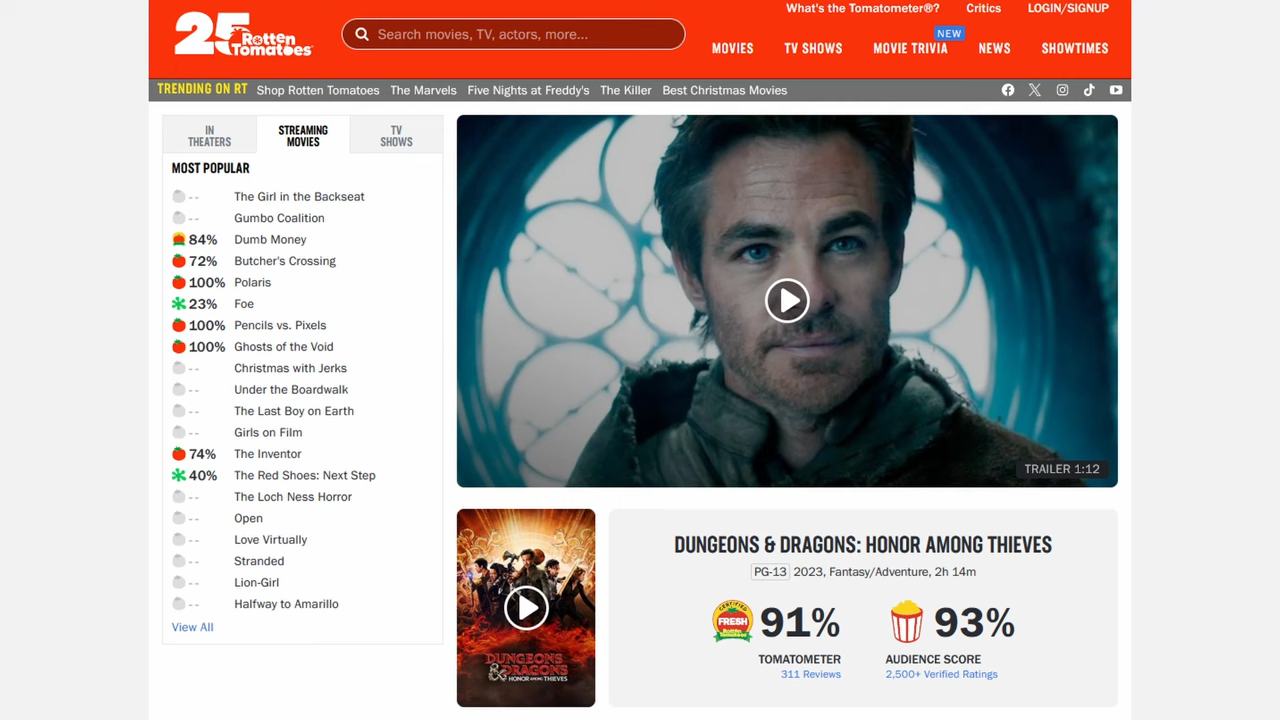 25 Rotten Tomatoes
Search movies, TV, actors, more...
What's the Tomatometer®? Critics LOGIN/SIGNUP
NEW
MOVIES TV SHOWS MOVIE TRIVIA NEWS SHOWTIMES
TRENDING ON RT Shop Rotten Tomatoes The Marvels Five Nights at Freddy's The Killer Best Christmas Movies
IN THEATERS
STREAMING MOVIES
TV SHOWS
MOST POPULAR
- - The Girl in the Backseat
- - Gumbo Coalition
84% Dumb Money
72% Butcher's Crossing
100% Polaris
23% Foe
100% Pencils vs. Pixels
100% Ghosts of the Void
- - Christmas with Jerks
- - Under the Boardwalk
- - The Last Boy on Earth
- - Girls on Film
74% The Inventor
40% The Red Shoes: Next Step
- - The Loch Ness Horror
- - Open
- - Love Virtually
- - Stranded
- - Lion-Girl
- - Halfway to Amarillo
View All
TRAILER 1:12
DUNGEONS & DRAGONS
HONOR AMONG THIEVES
DUNGEONS & DRAGONS: HONOR AMONG THIEVES
PG-13 2023, Fantasy/Adventure, 2h 14m
CERTIFIED FRESH Rotten Tomatoes
91% 93%
TOMATOMETER AUDIENCE SCORE
311 Reviews 2,500+ Verified Ratings